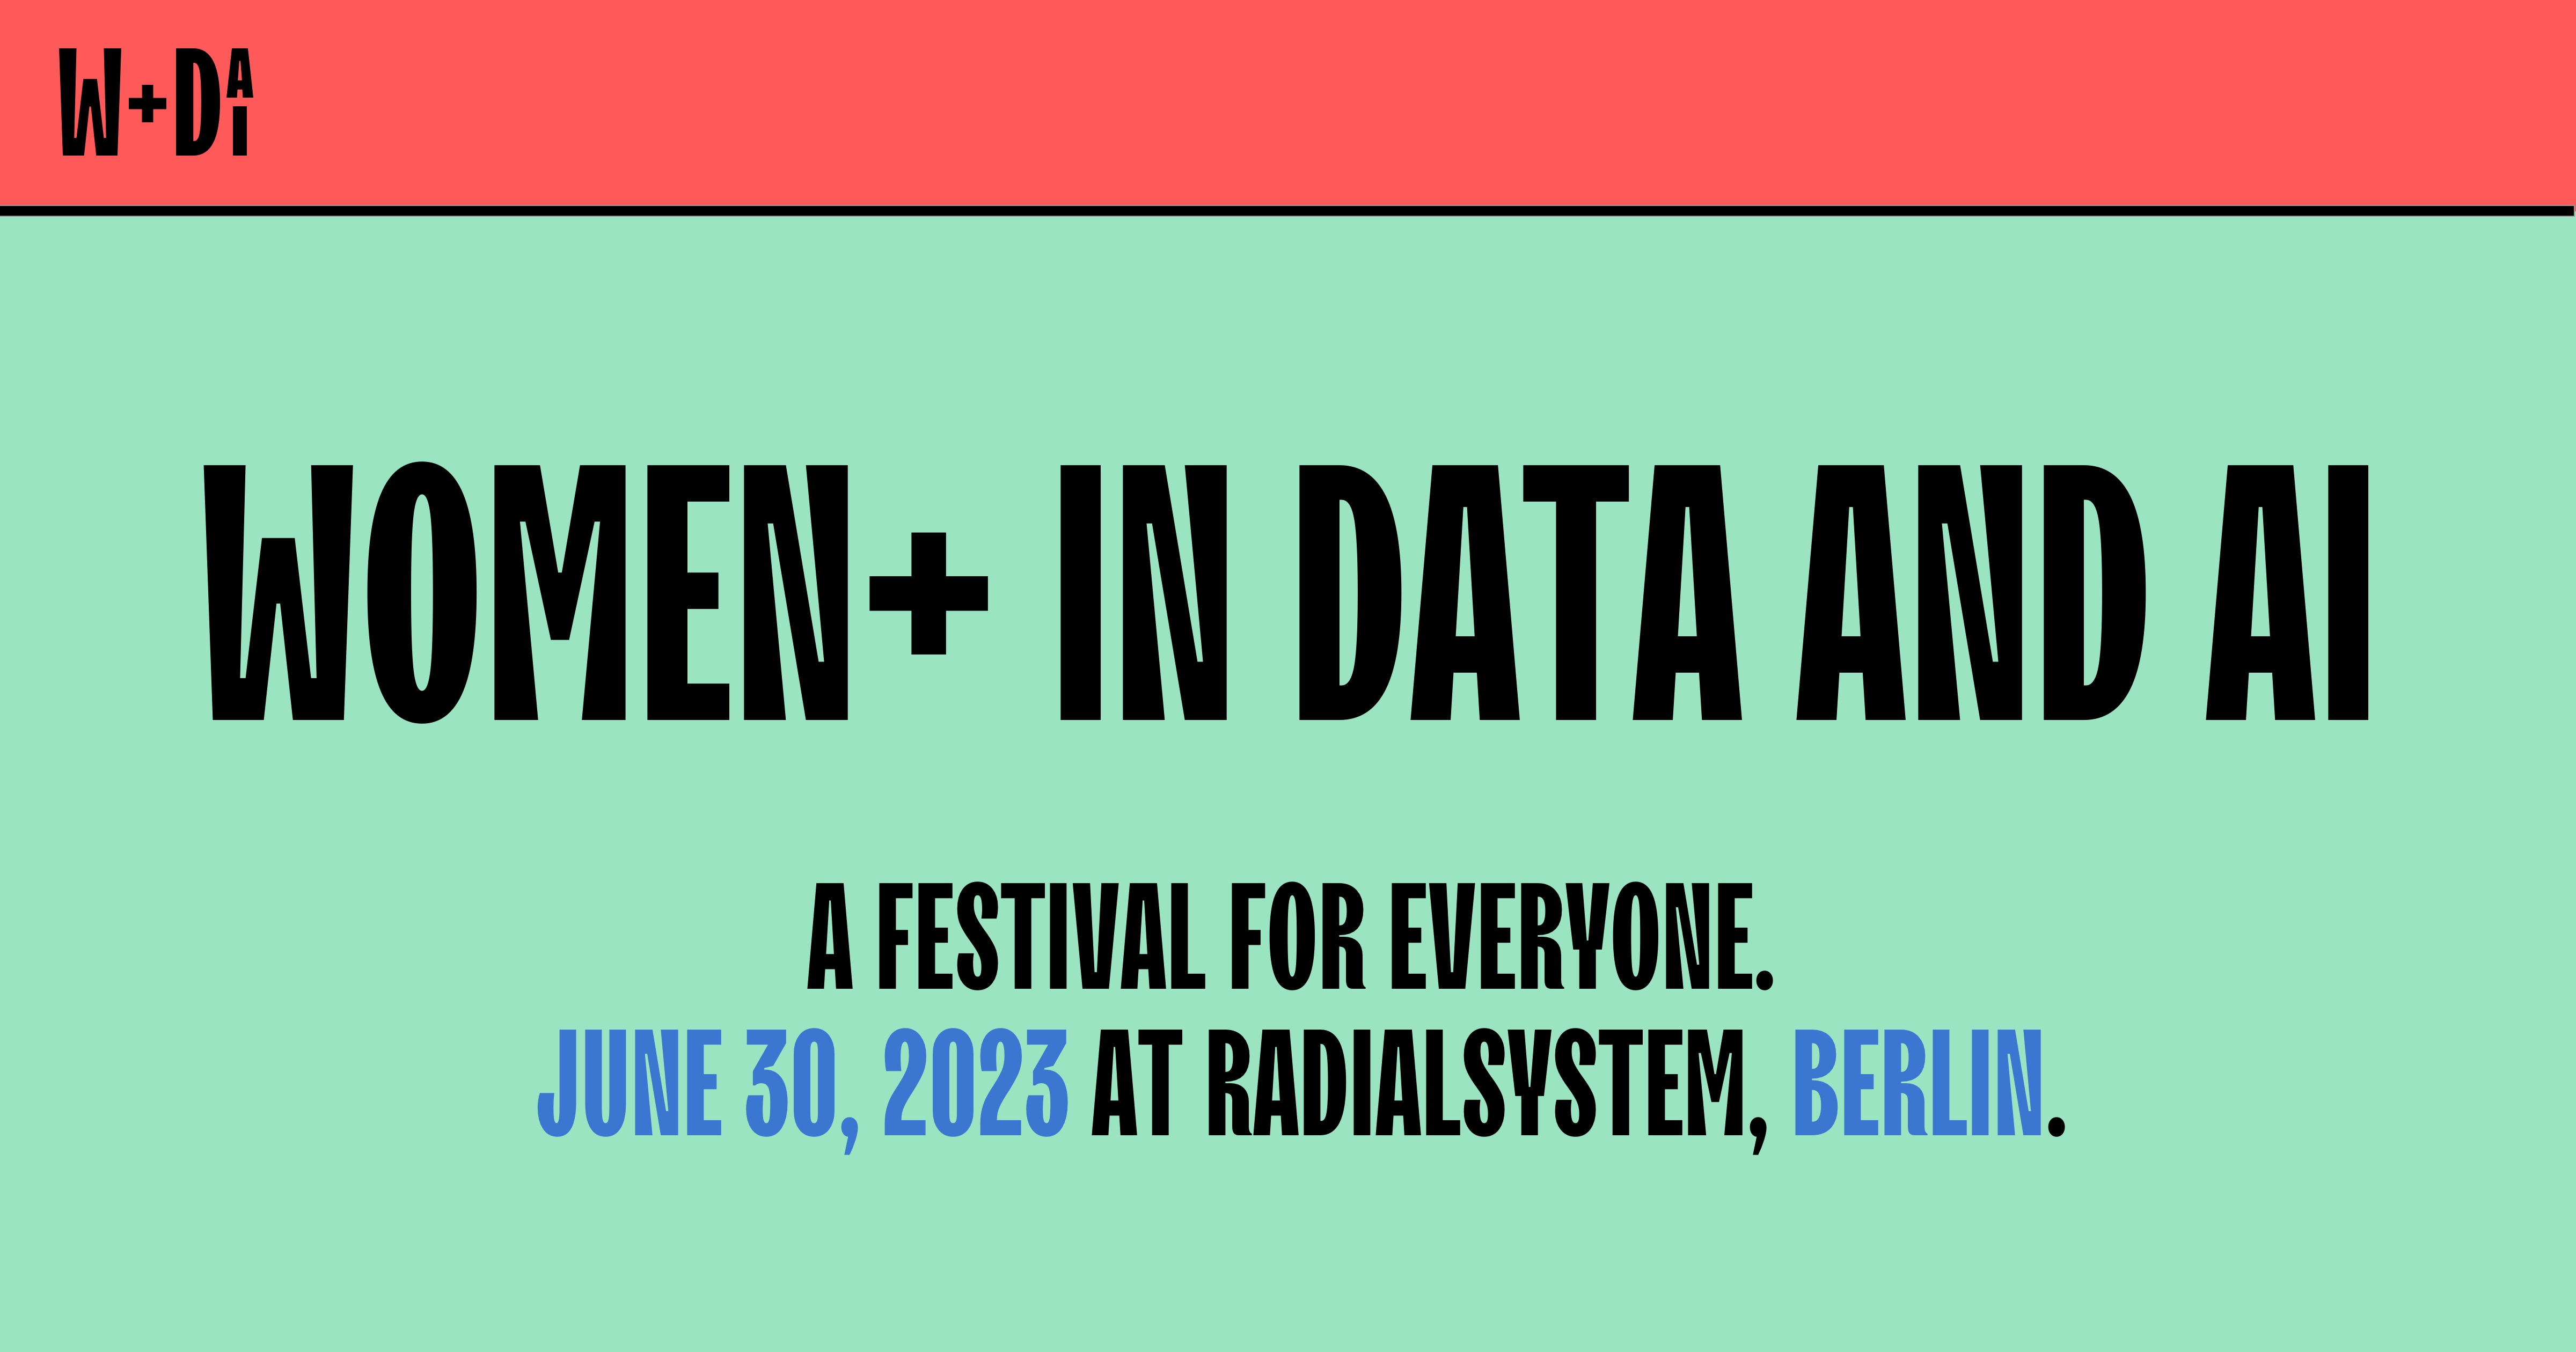 W+DAI
WOMEN+ IN DATA AND AI
A FESTIVAL FOR EVERYONE.
JUNE 30, 2023 AT RADIALSYSTEM, BERLIN.